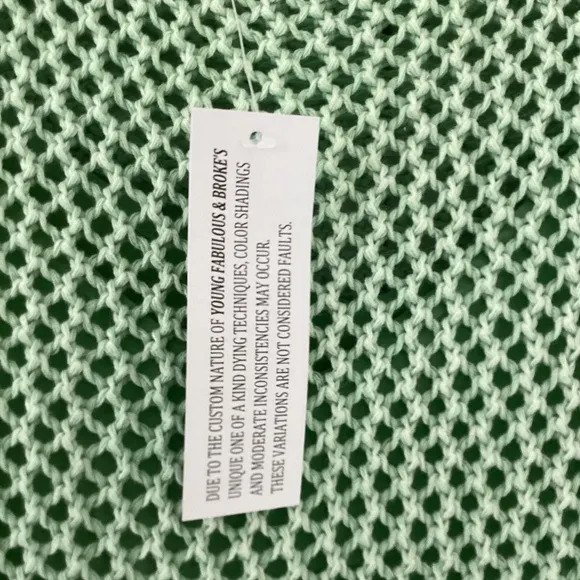 DUE TO THE CUSTOM NATURE OF YOUNG FABULOUS & BROKE'S
UNIQUE ONE OF A KIND DYING TECHNIQUES, COLOR SHADINGS
AND MODERATE INCONSISTENCIES MAY OCCUR.
THESE VARIATIONS ARE NOT CONSIDERED FAULTS.